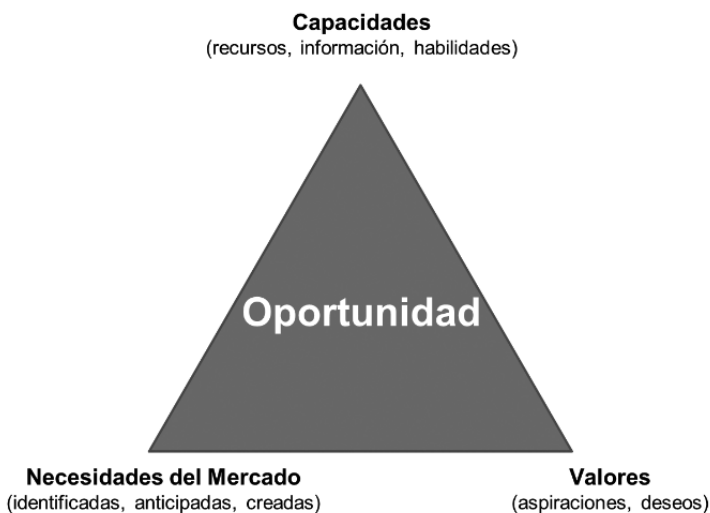 Capacidades
(recursos, información, habilidades)
Oportunidad
Necesidades del Mercado
(identificadas, anticipadas, creadas)
Valores
(aspiraciones, deseos)